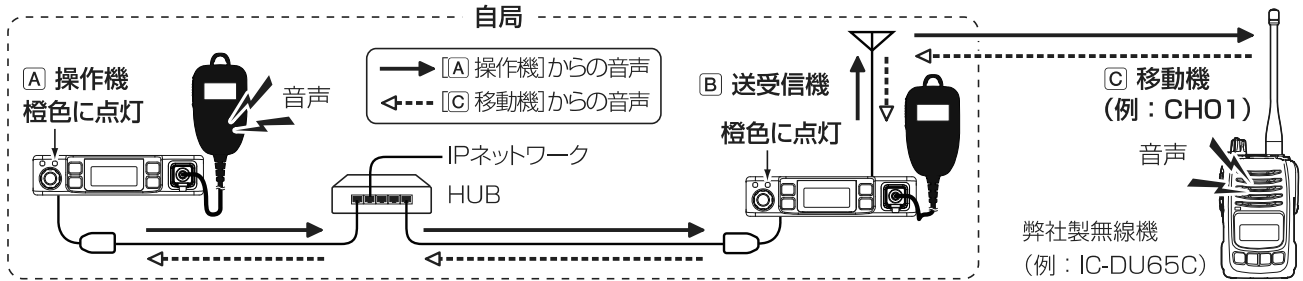 自局
A 操作機
橙色に点灯
音声
[A 操作機]からの音声
[C 移動機]からの音声
IPネットワーク
HUB
B 送受信機
橙色に点灯
C 移動機
(例：CH01)
音声
弊社製無線機
(例：IC-DU65C)